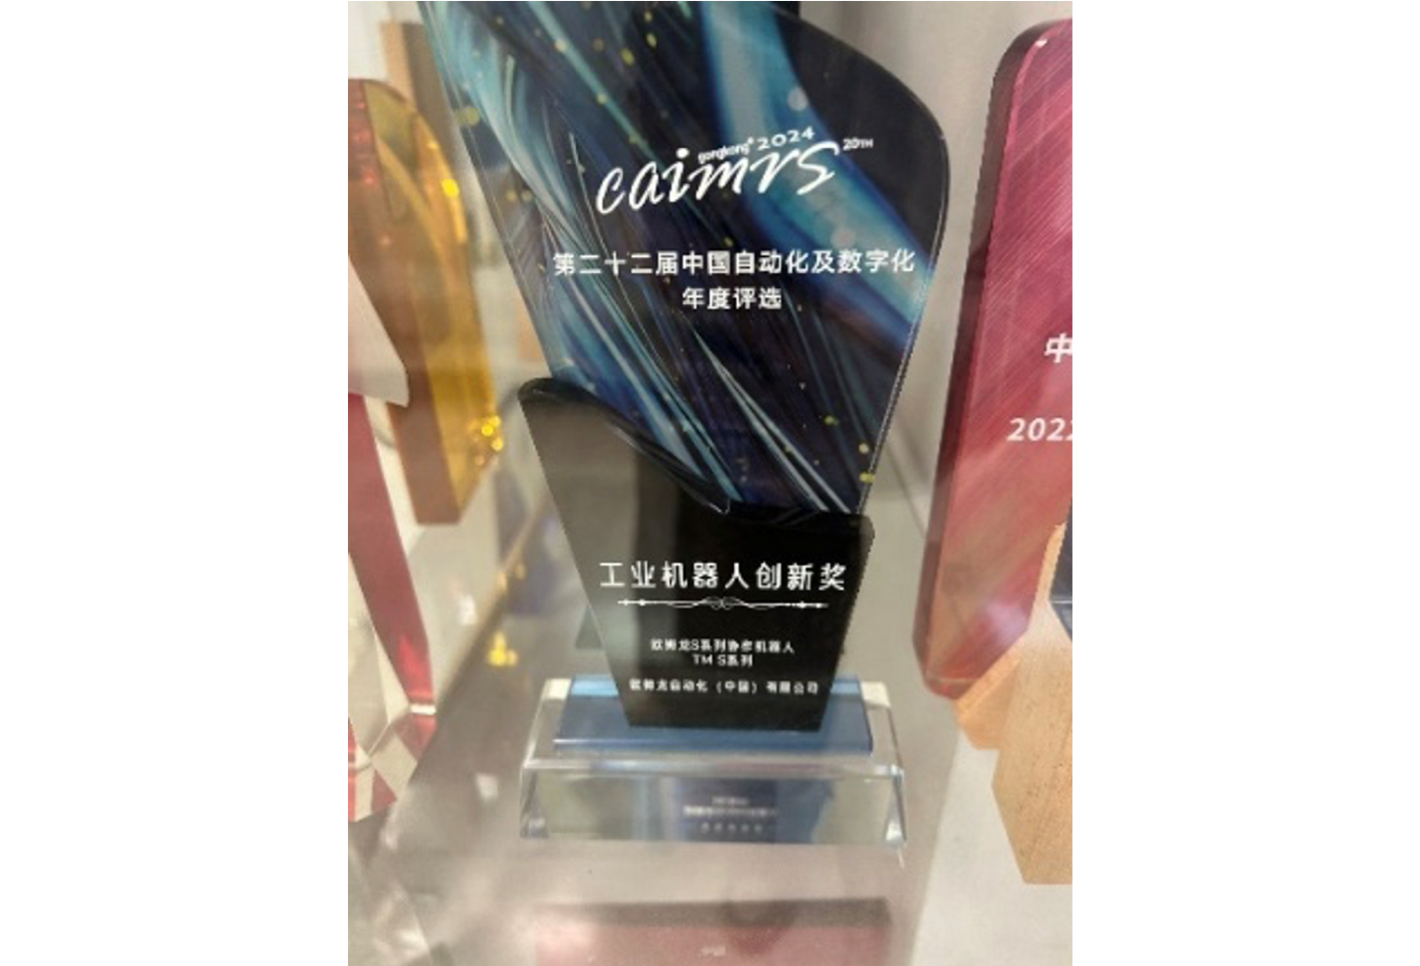 gongkong® 2024 20TH
caimrs
第二十二届中国自动化及数字化
年度评选
工业机器人创新奖
欧姆龙S系列协作机器人
TM S系列
欧姆龙自动化（中国）有限公司
中
2022